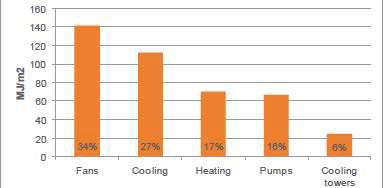 160
140
120
100
80
60
40
20
0
MJ/m2
34%
27%
17%
16%
6%
Fans
Cooling
Heating
Pumps
Cooling
towers